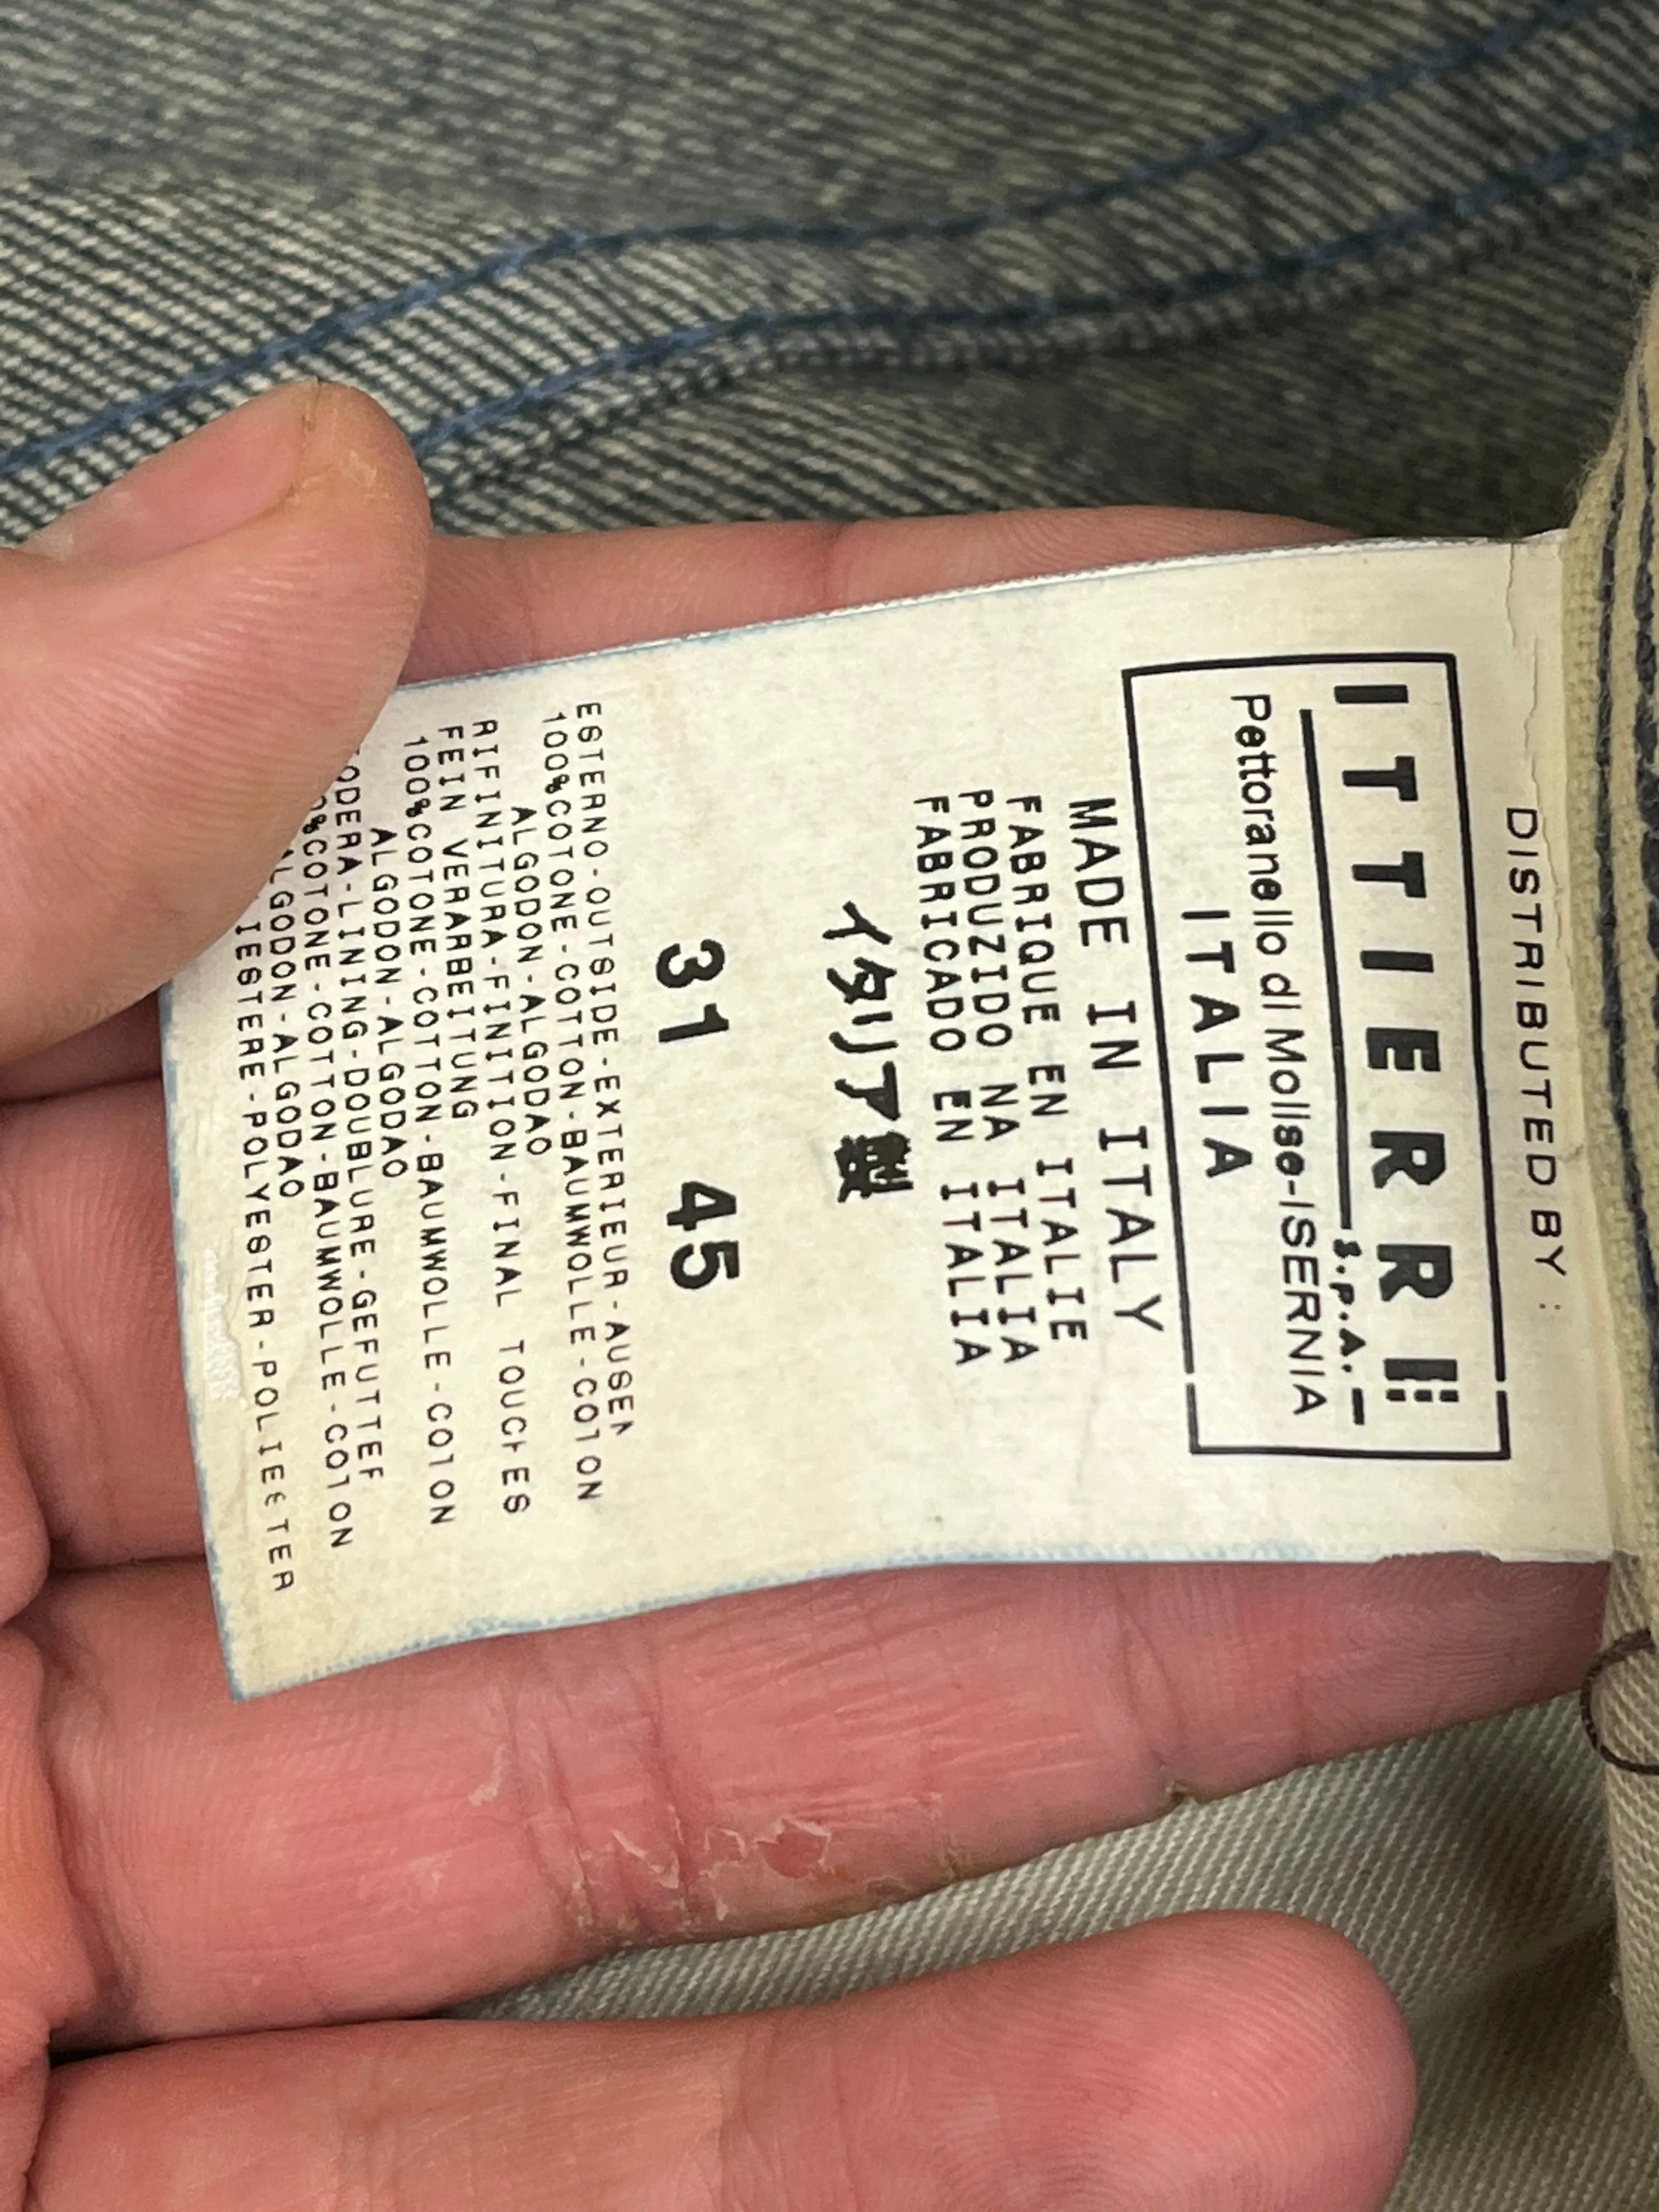 DISTRIBUTED BY :
ITTIERRE
S.P.A.
Pettoranello di Molise-ISERNIA
ITALIA
MADE IN ITALY
FABRIQUE EN ITALIE
PRODUZIDO NA ITALIA
FABRICADO EN ITALIA
イタリア製
31 45
ESTERNO-OUTSIDE-EXTERIEUR-AUSEN
100%COTONE-COTTON-BAUMWOLLE-COTON
ALGODON-ALGODAO
RIFINITURA-FINITION-FINAL TOUCHES
FEIN VERARBEITUNG
100%COTONE-COTTON-BAUMWOLLE-COTON
ALGODON-ALGODAO
ODERA-LINING-DOUBLURE-GEFUTTEF
0%COTONE-COTTON-BAUMWOLLE-COTON
ALGODON-ALGODAO
IESTERE-POLYESTER-POLIESTER